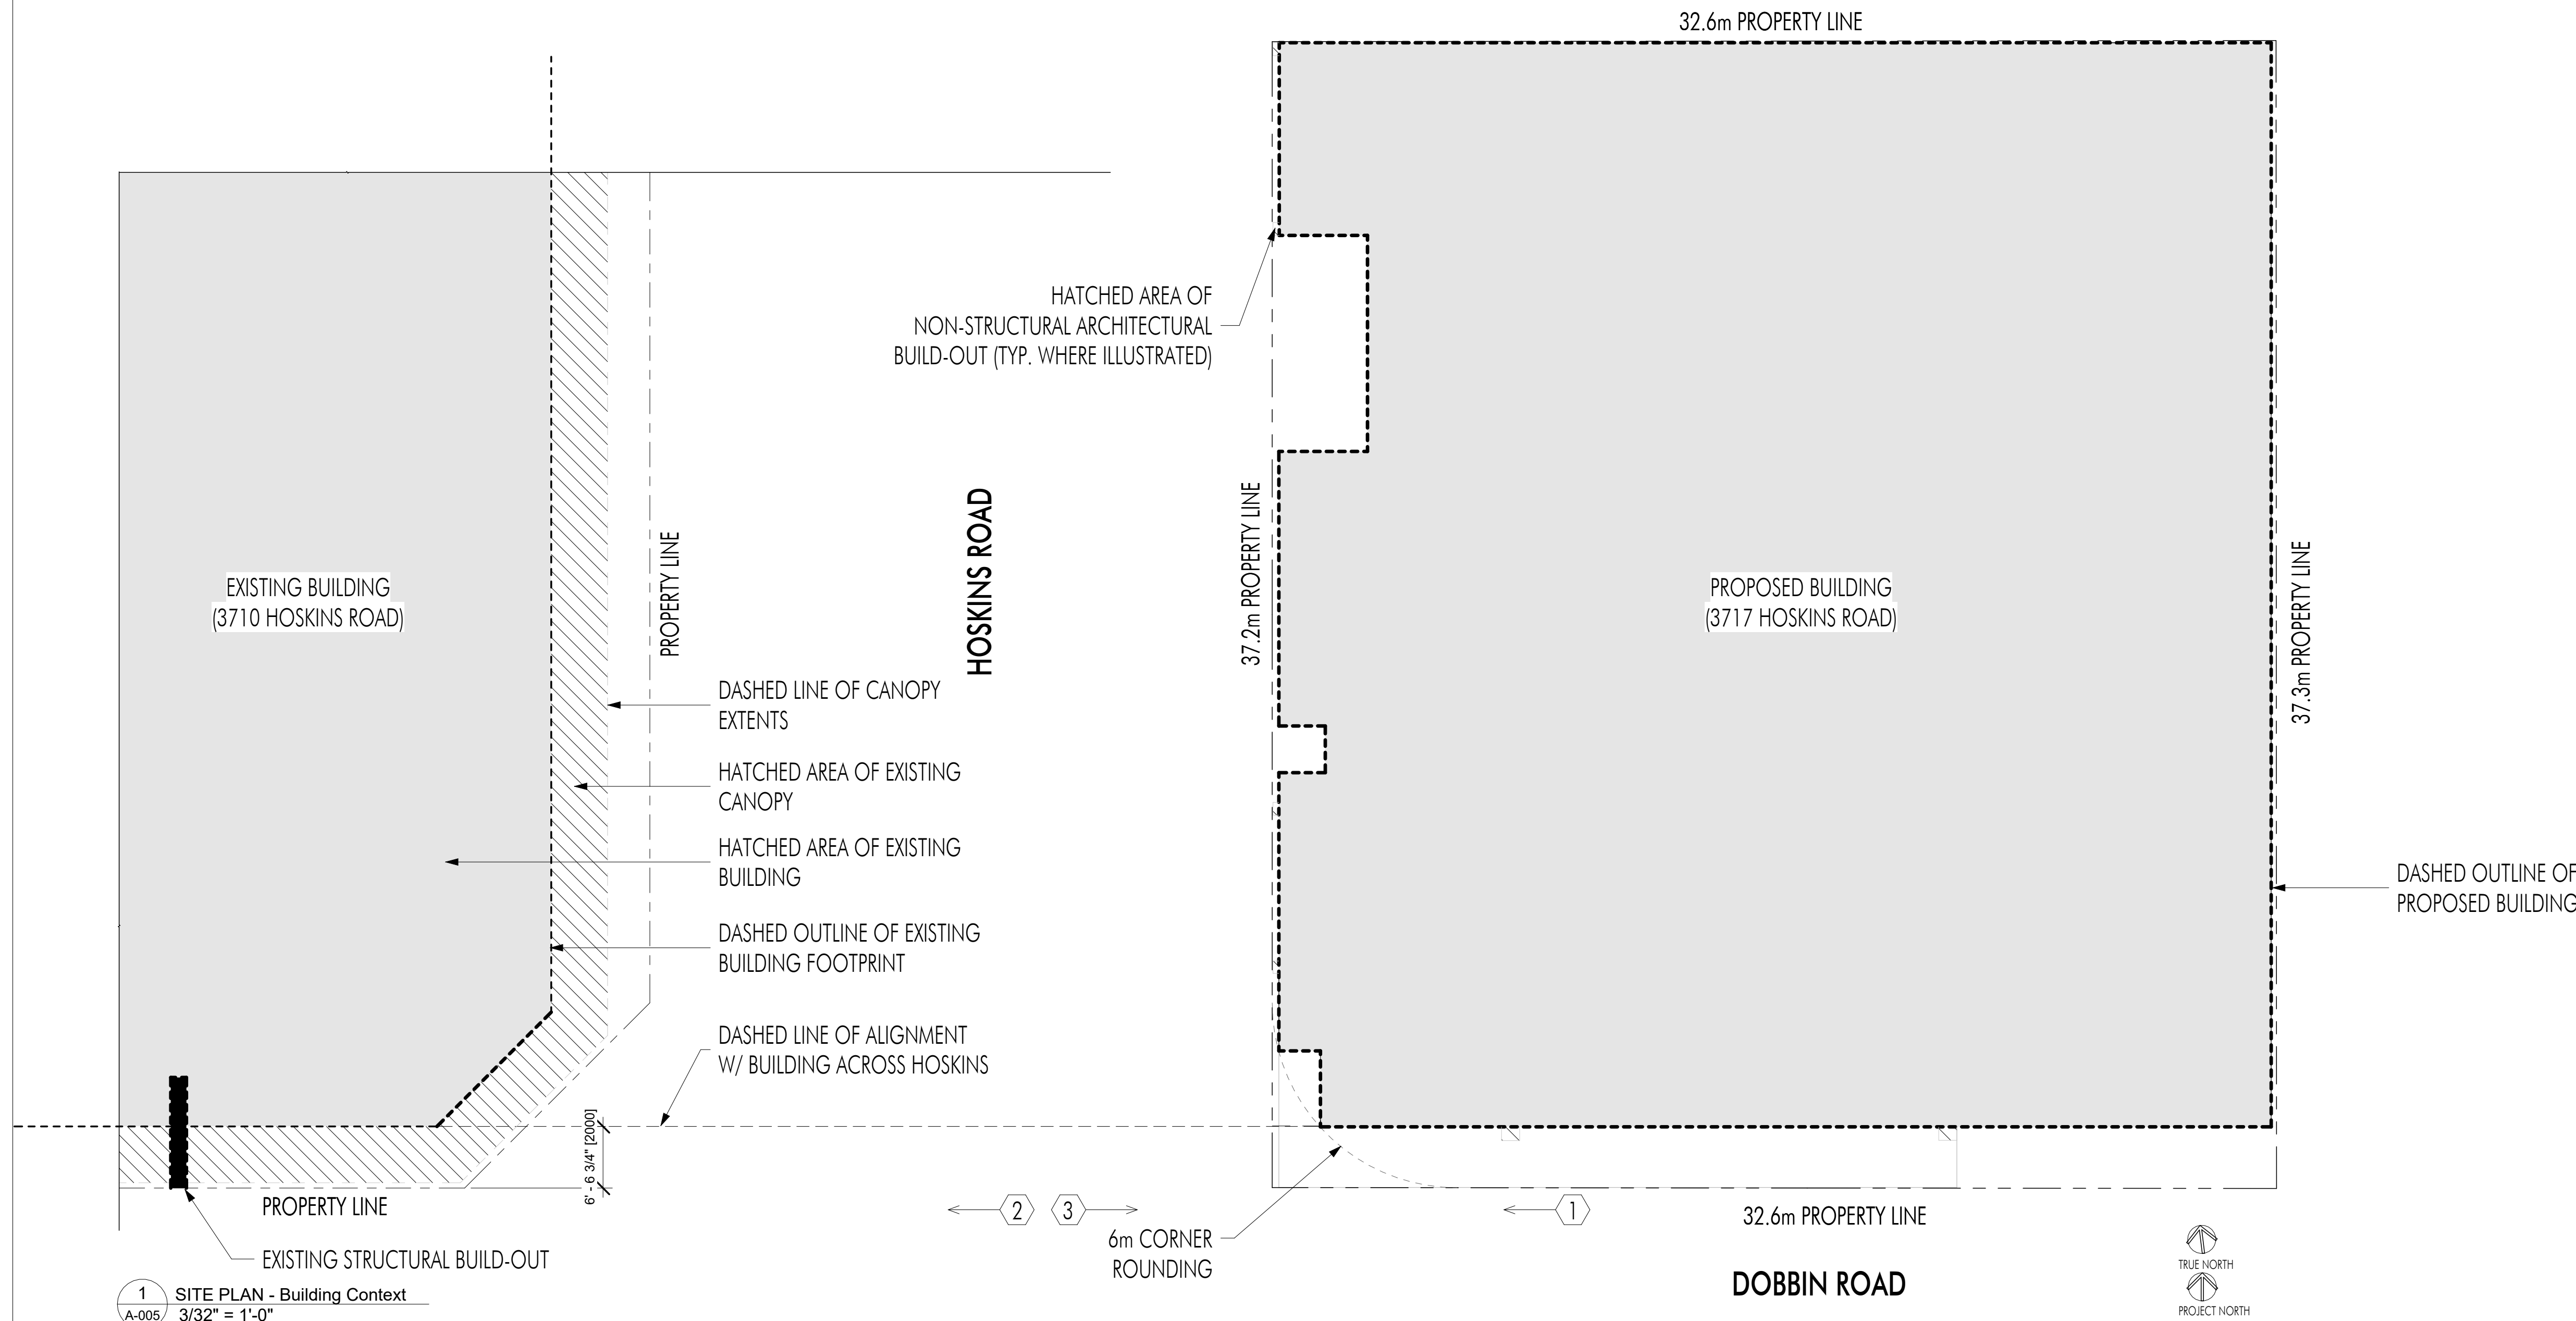 32.6m PROPERTY LINE
HATCHED AREA OF
NON-STRUCTURAL ARCHITECTURAL
BUILD-OUT (TYP. WHERE ILLUSTRATED)
EXISTING BUILDING
(3710 HOSKINS ROAD)
PROPERTY LINE
HOSKINS ROAD
37.2m PROPERTY LINE
PROPOSED BUILDING
(3717 HOSKINS ROAD)
37.3m PROPERTY LINE
DASHED LINE OF CANOPY
EXTENTS
HATCHED AREA OF EXISTING
CANOPY
HATCHED AREA OF EXISTING
BUILDING
DASHED OUTLINE OF EXISTING
BUILDING FOOTPRINT
DASHED LINE OF ALIGNMENT
W/ BUILDING ACROSS HOSKINS
DASHED OUTLINE OF
PROPOSED BUILDING
6' - 6 3/4" [2000]
PROPERTY LINE
EXISTING STRUCTURAL BUILD-OUT
2
3
1
6m CORNER
ROUNDING
32.6m PROPERTY LINE
DOBBIN ROAD
TRUE NORTH
PROJECT NORTH
1
A-005
SITE PLAN - Building Context
3/32" = 1'-0"